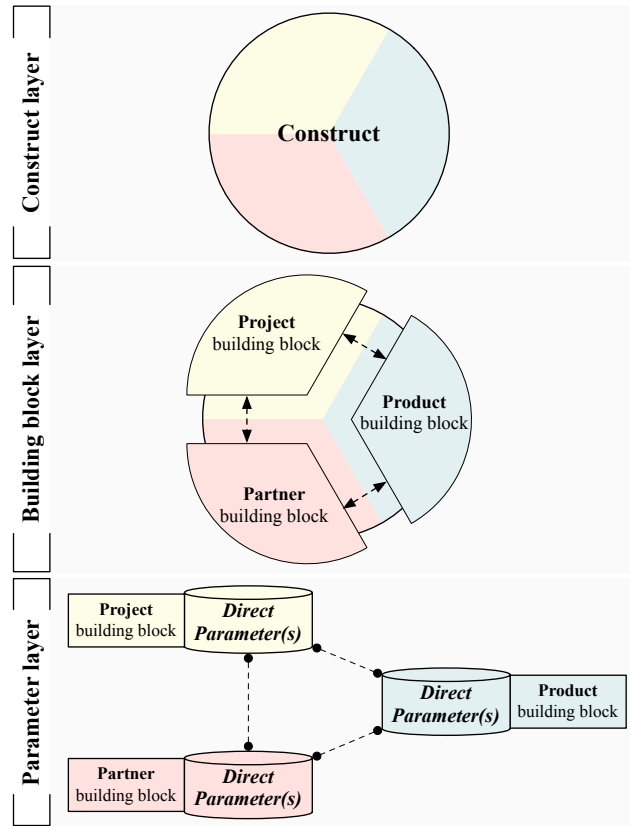 Construct layer
Construct
Building block layer
Project
building block
Product
building block
Partner
building block
Parameter layer
Project
building block
Direct
Parameter(s)
Direct
Parameter(s)
Product
building block
Partner
building block
Direct
Parameter(s)